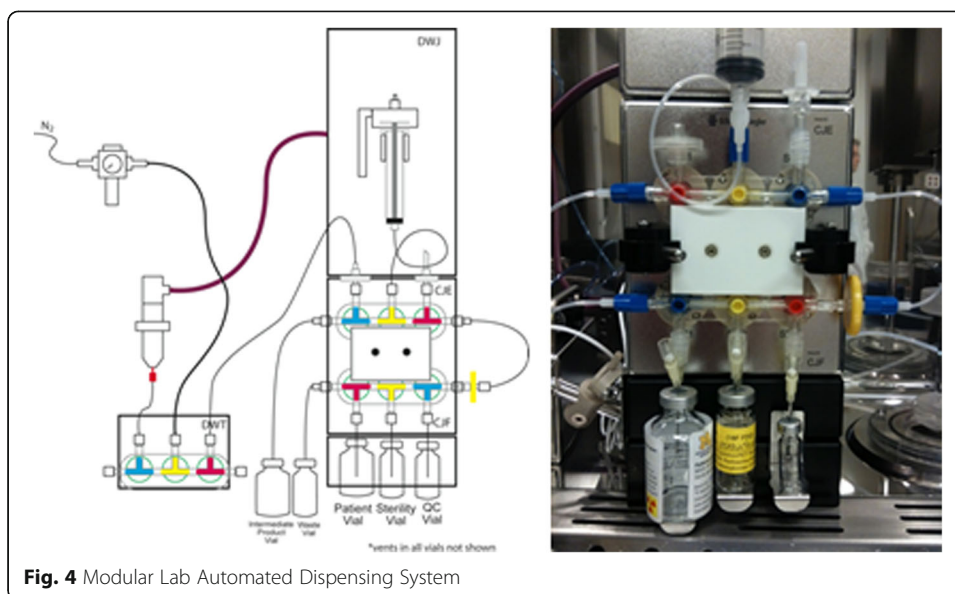 DWJ
N₂
CJE
DWT
CJF
Intermediate
Product
Vial
Waste
Vial
Patient
Vial
Sterility
Vial
QC
Vial
*vents in all vials not shown
CJE
CJF
Fig. 4 Modular Lab Automated Dispensing System